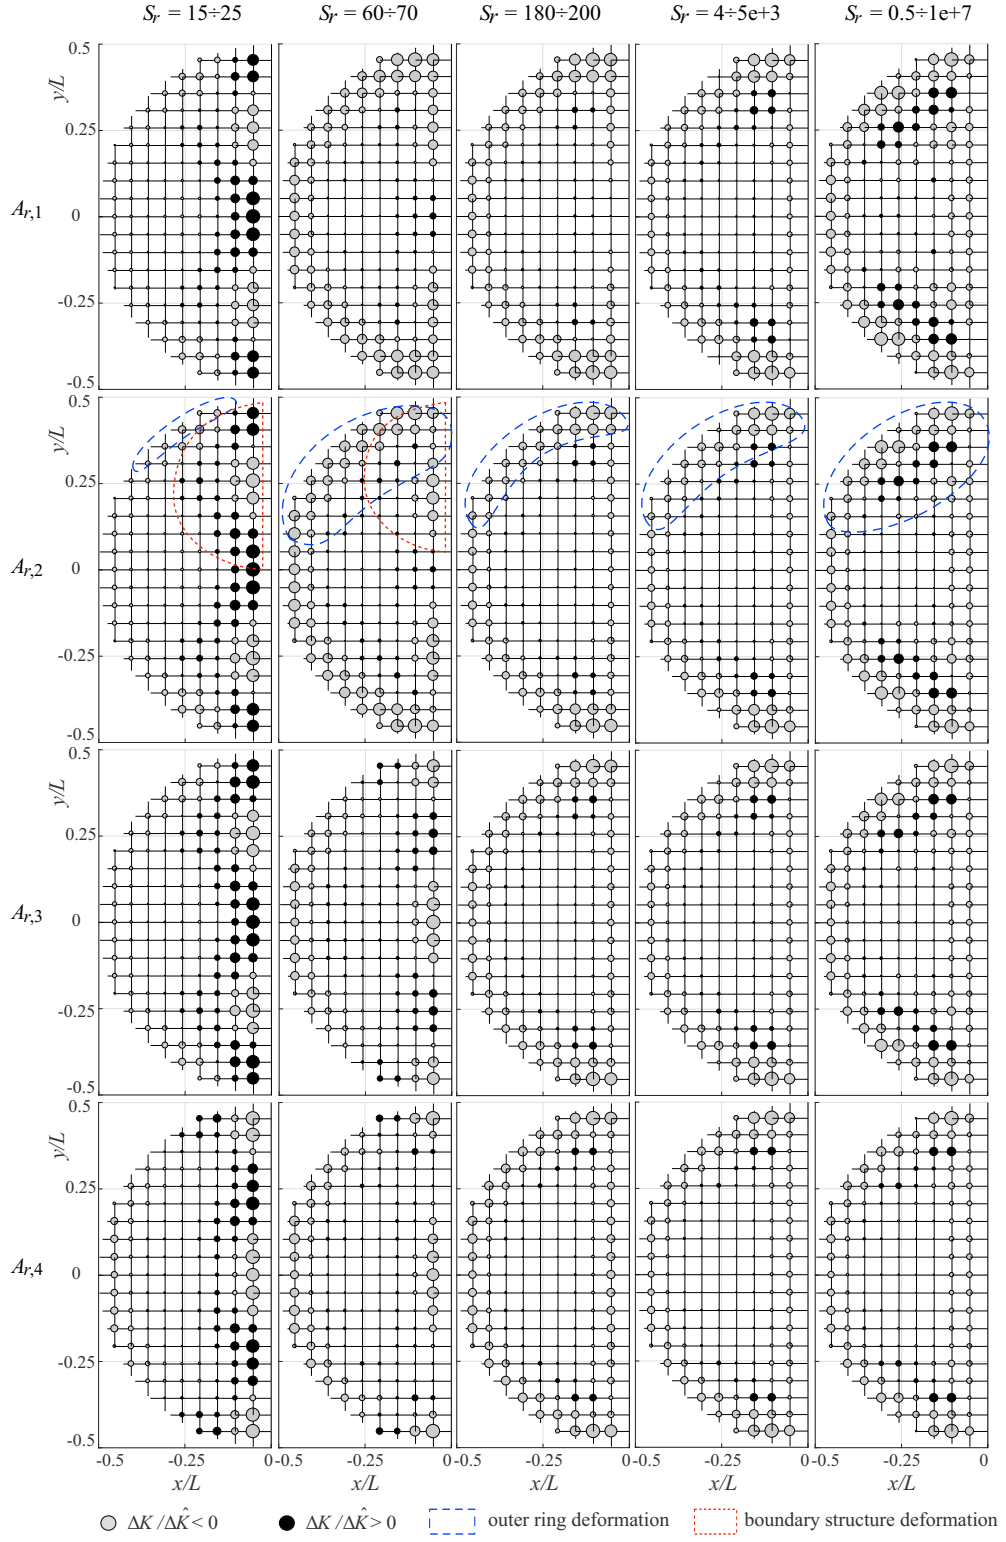 Sr = 15÷25 Sr = 60÷70 Sr = 180÷200 Sr = 4÷5e+3 Sr = 0.5÷1e+7
0.5
y/L
0.25
Ar,1
0
-0.25
-0.5
0.5
y/L
0.25
Ar,2
0
-0.25
-0.5
0.5
y/L
0.25
Ar,3
0
-0.25
-0.5
0.5
y/L
0.25
Ar,4
0
-0.25
-0.5
-0.5 -0.25 0 -0.5 -0.25 0 -0.5 -0.25 0 -0.5 -0.25 0 -0.5 -0.25 0
x/L x/L x/L x/L x/L
ΔK/ΔK̂ < 0 ΔK/ΔK̂ > 0 outer ring deformation boundary structure deformation